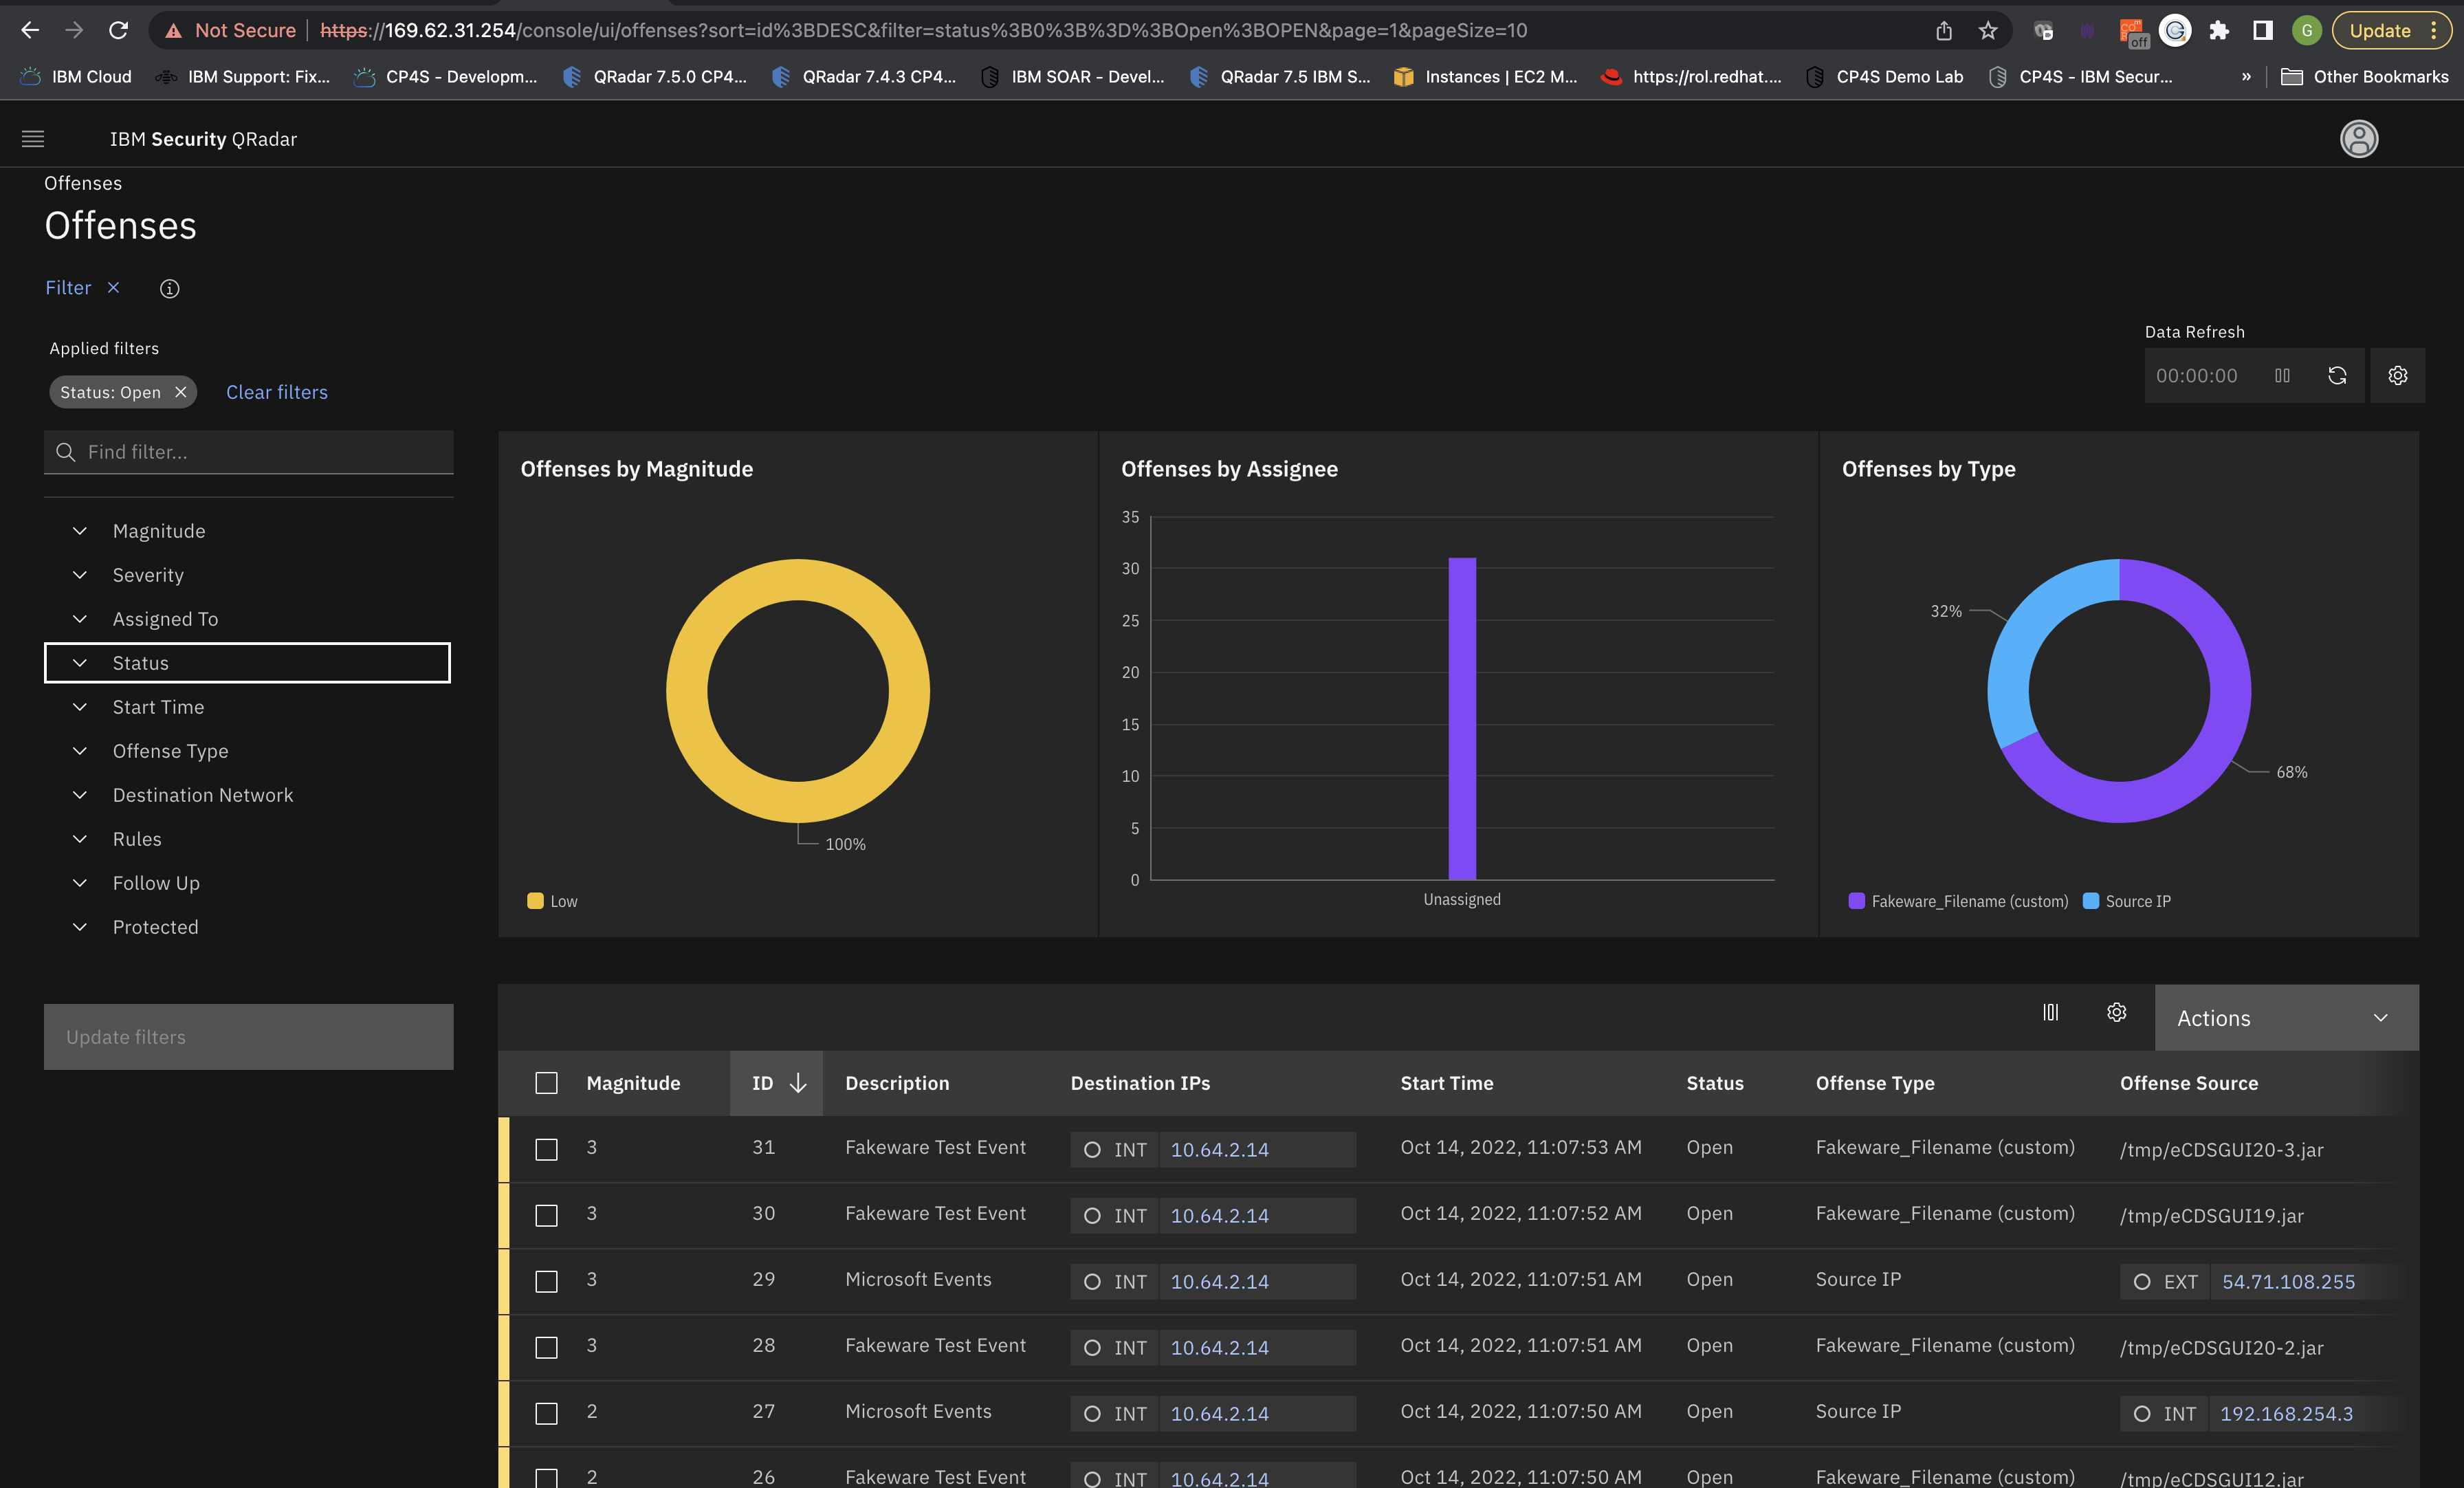 Not Secure https://169.62.31.254/console/ui/offenses?sort=id%3BDESC&filter=status%3B0%3B%3D%3BOpen%3BOPEN&page=1&pageSize=10 off G Update
IBM Cloud IBM Support: Fix... CP4S - Developm... QRadar 7.5.0 CP4... QRadar 7.4.3 CP4... IBM SOAR - Devel... QRadar 7.5 IBM S... Instances | EC2 M... https://rol.redhat.... CP4S Demo Lab CP4S - IBM Secur... » Other Bookmarks
IBM Security QRadar
Offenses
Offenses
Filter
Data Refresh
Applied filters
00:00:00
Status: Open Clear filters
Find filter...
Magnitude
Severity
Assigned To
Status
Start Time
Offense Type
Destination Network
Rules
Follow Up
Protected
Update filters
Offenses by Magnitude
100%
Low
Offenses by Assignee
35
30
25
20
15
10
5
0
Unassigned
Offenses by Type
32%
68%
Fakeware_Filename (custom) Source IP
Actions
Magnitude ID Description Destination IPs Start Time Status Offense Type Offense Source
3 31 Fakeware Test Event INT 10.64.2.14 Oct 14, 2022, 11:07:53 AM Open Fakeware_Filename (custom) /tmp/eCDSGUI20-3.jar
3 30 Fakeware Test Event INT 10.64.2.14 Oct 14, 2022, 11:07:52 AM Open Fakeware_Filename (custom) /tmp/eCDSGUI19.jar
3 29 Microsoft Events INT 10.64.2.14 Oct 14, 2022, 11:07:51 AM Open Source IP EXT 54.71.108.255
3 28 Fakeware Test Event INT 10.64.2.14 Oct 14, 2022, 11:07:51 AM Open Fakeware_Filename (custom) /tmp/eCDSGUI20-2.jar
2 27 Microsoft Events INT 10.64.2.14 Oct 14, 2022, 11:07:50 AM Open Source IP INT 192.168.254.3
2 26 Fakeware Test Event INT 10.64.2.14 Oct 14, 2022, 11:07:50 AM Open Fakeware_Filename (custom) /tmp/eCDSGUI12.jar